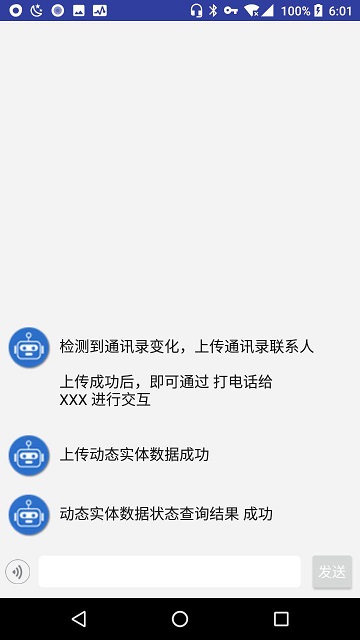 100% 6:01
检测到通讯录变化，上传通讯录联系人
上传成功后，即可通过 打电话给
XXX 进行交互
上传动态实体数据成功
动态实体数据状态查询结果 成功
发送